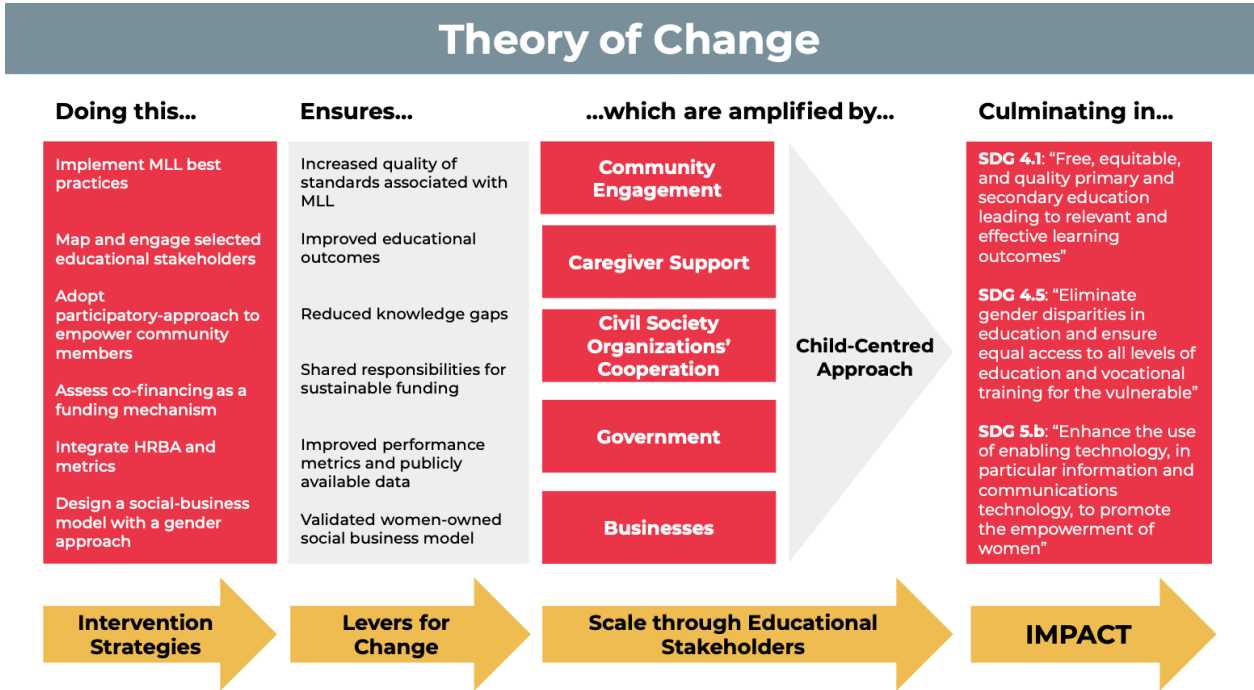 Theory of Change
Doing this...
Implement MLL best
practices
Map and engage selected
educational stakeholders
Adopt
participatory-approach to
empower community
members
Assess co-financing as a
funding mechanism
Integrate HRBA and
metrics
Design a social-business
model with a gender
approach
Intervention
Strategies
Ensures...
Increased quality of
standards associated with
MLL
Improved educational
outcomes
Reduced knowledge gaps
Shared responsibilities for
sustainable funding
Improved performance
metrics and publicly
available data
Validated women-owned
social business model
Levers for
Change
...which are amplified by...
Community
Engagement
Caregiver Support
Civil Society
Organizations’
Cooperation
Government
Businesses
Child-Centred
Approach
Scale through Educational
Stakeholders
Culminating in...
SDG 4.1: “Free, equitable,
and quality primary and
secondary education
leading to relevant and
effective learning
outcomes”
SDG 4.5: “Eliminate
gender disparities in
education and ensure
equal access to all levels of
education and vocational
training for the vulnerable”
SDG 5.b: “Enhance the use
of enabling technology, in
particular information and
communications
technology, to promote
the empowerment of
women”
IMPACT